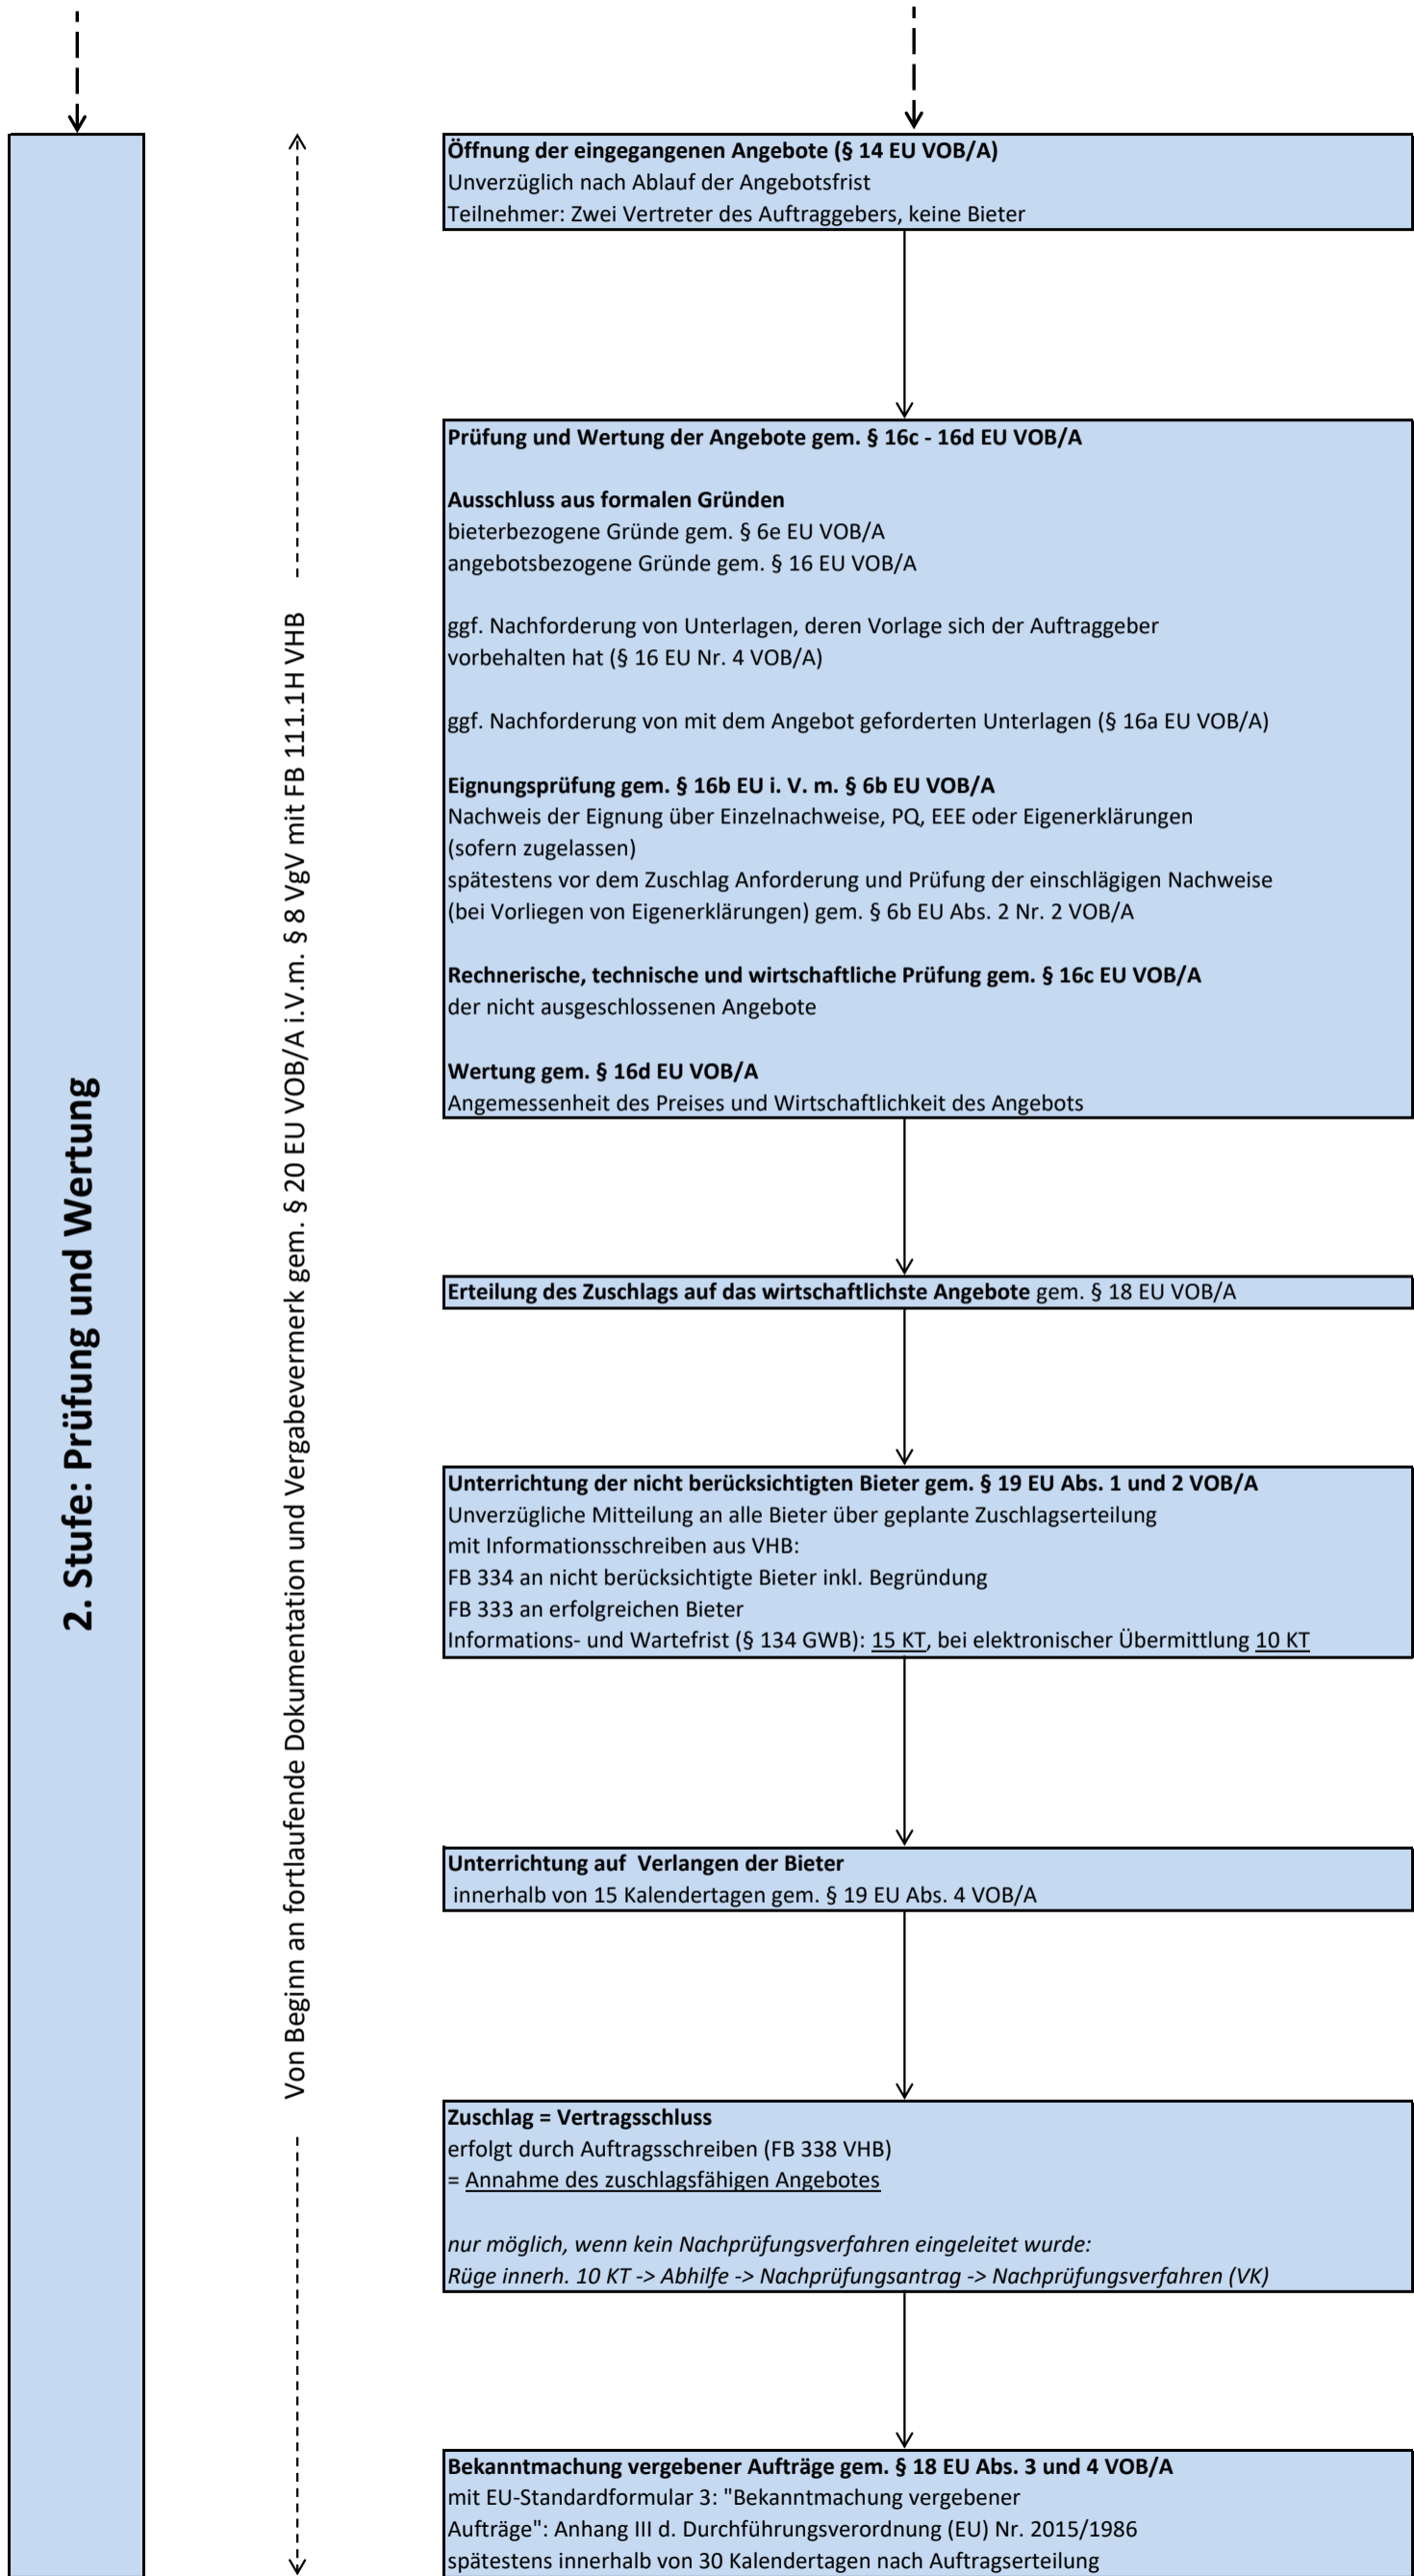 2. Stufe: Prüfung und Wertung
Von Beginn an fortlaufende Dokumentation und Vergabevermerk gem. § 20 EU VOB/A i.V.m. § 8 VgV mit FB 111.1H VHB
Öffnung der eingegangenen Angebote (§ 14 EU VOB/A)
Unverzüglich nach Ablauf der Angebotsfrist
Teilnehmer: Zwei Vertreter des Auftraggebers, keine Bieter
Prüfung und Wertung der Angebote gem. § 16c - 16d EU VOB/A
Ausschluss aus formalen Gründen
bieterbezogene Gründe gem. § 6e EU VOB/A
angebotsbezogene Gründe gem. § 16 EU VOB/A
ggf. Nachforderung von Unterlagen, deren Vorlage sich der Auftraggeber
vorbehalten hat (§ 16 EU Nr. 4 VOB/A)
ggf. Nachforderung von mit dem Angebot geforderten Unterlagen (§ 16a EU VOB/A)
Eignungsprüfung gem. § 16b EU i. V. m. § 6b EU VOB/A
Nachweis der Eignung über Einzelnachweise, PQ, EEE oder Eigenerklärungen
(sofern zugelassen)
spätestens vor dem Zuschlag Anforderung und Prüfung der einschlägigen Nachweise
(bei Vorliegen von Eigenerklärungen) gem. § 6b EU Abs. 2 Nr. 2 VOB/A
Rechnerische, technische und wirtschaftliche Prüfung gem. § 16c EU VOB/A
der nicht ausgeschlossenen Angebote
Wertung gem. § 16d EU VOB/A
Angemessenheit des Preises und Wirtschaftlichkeit des Angebots
Erteilung des Zuschlags auf das wirtschaftlichste Angebote gem. § 18 EU VOB/A
Unterrichtung der nicht berücksichtigten Bieter gem. § 19 EU Abs. 1 und 2 VOB/A
Unverzügliche Mitteilung an alle Bieter über geplante Zuschlagserteilung
mit Informationsschreiben aus VHB:
FB 334 an nicht berücksichtigte Bieter inkl. Begründung
FB 333 an erfolgreichen Bieter
Informations- und Wartefrist (§ 134 GWB): 15 KT, bei elektronischer Übermittlung 10 KT
Unterrichtung auf  Verlangen der Bieter
innerhalb von 15 Kalendertagen gem. § 19 EU Abs. 4 VOB/A
Zuschlag = Vertragsschluss
erfolgt durch Auftragsschreiben (FB 338 VHB)
= Annahme des zuschlagsfähigen Angebotes
nur möglich, wenn kein Nachprüfungsverfahren eingeleitet wurde:
Rüge innerh. 10 KT -> Abhilfe -> Nachprüfungsantrag -> Nachprüfungsverfahren (VK)
Bekanntmachung vergebener Aufträge gem. § 18 EU Abs. 3 und 4 VOB/A
mit EU-Standardformular 3: "Bekanntmachung vergebener
Aufträge": Anhang III d. Durchführungsverordnung (EU) Nr. 2015/1986
spätestens innerhalb von 30 Kalendertagen nach Auftragserteilung